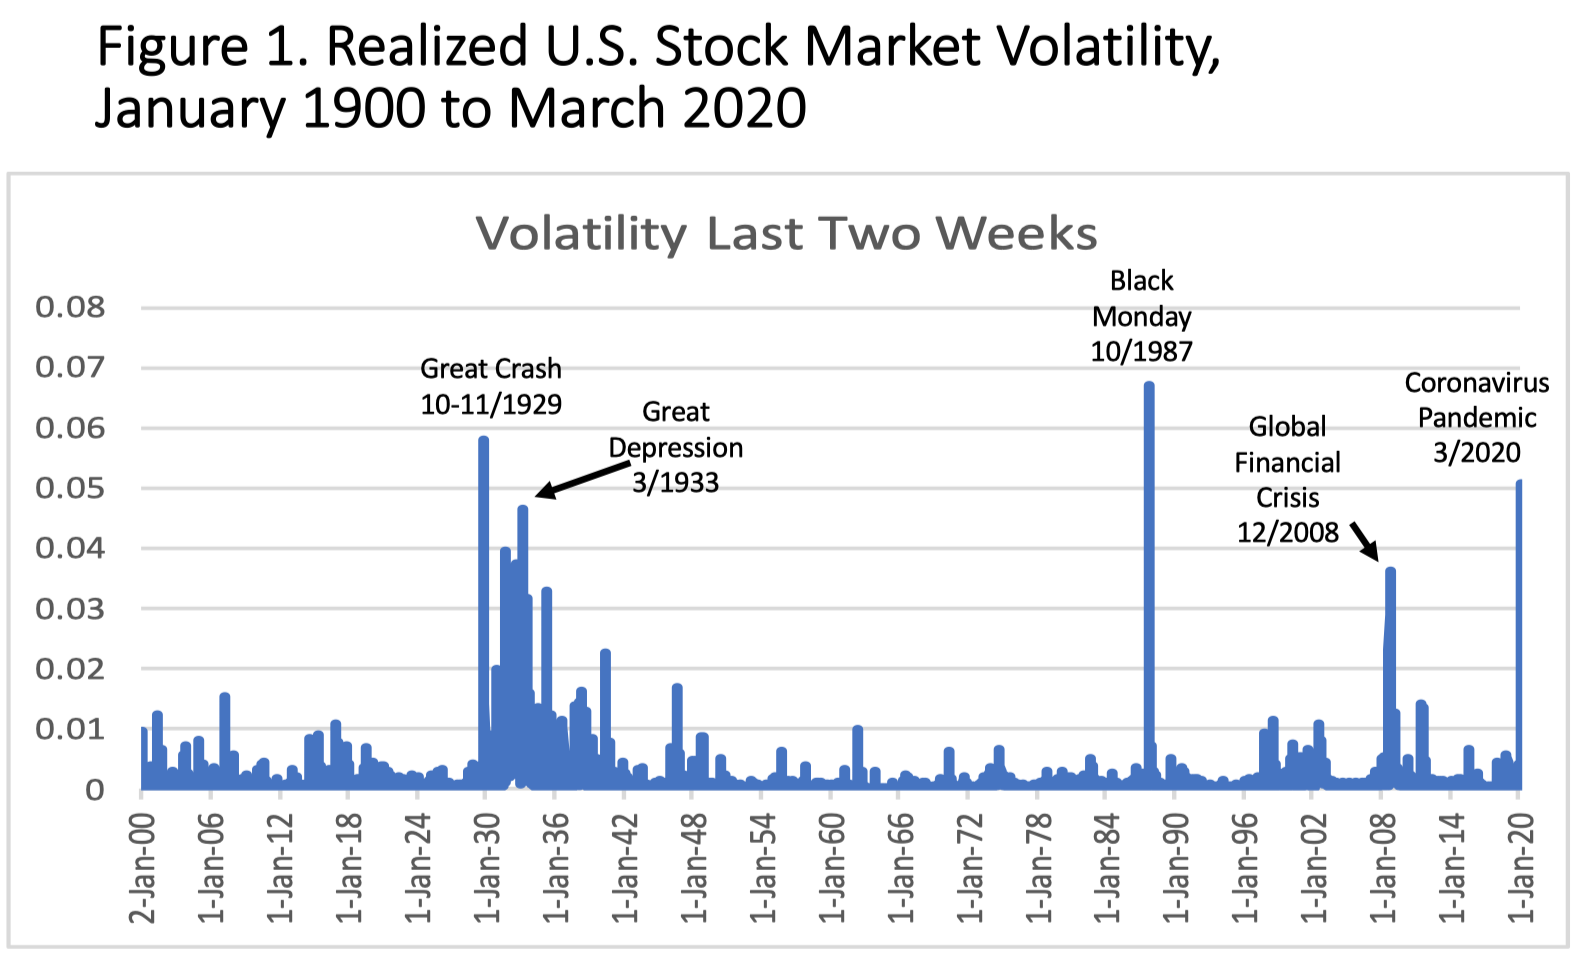 Figure 1. Realized U.S. Stock Market Volatility,
January 1900 to March 2020
Volatility Last Two Weeks
0.08
0.07
0.06
0.05
0.04
0.03
0.02
0.01
0
Great Crash
10-11/1929
Great
Depression
3/1933
Black
Monday
10/1987
Global
Financial
Crisis
12/2008
Coronavirus
Pandemic
3/2020
2-Jan-00
1-Jan-06
1-Jan-12
1-Jan-18
1-Jan-24
1-Jan-30
1-Jan-36
1-Jan-42
1-Jan-48
1-Jan-54
1-Jan-60
1-Jan-66
1-Jan-72
1-Jan-78
1-Jan-84
1-Jan-90
1-Jan-96
1-Jan-02
1-Jan-08
1-Jan-14
1-Jan-20